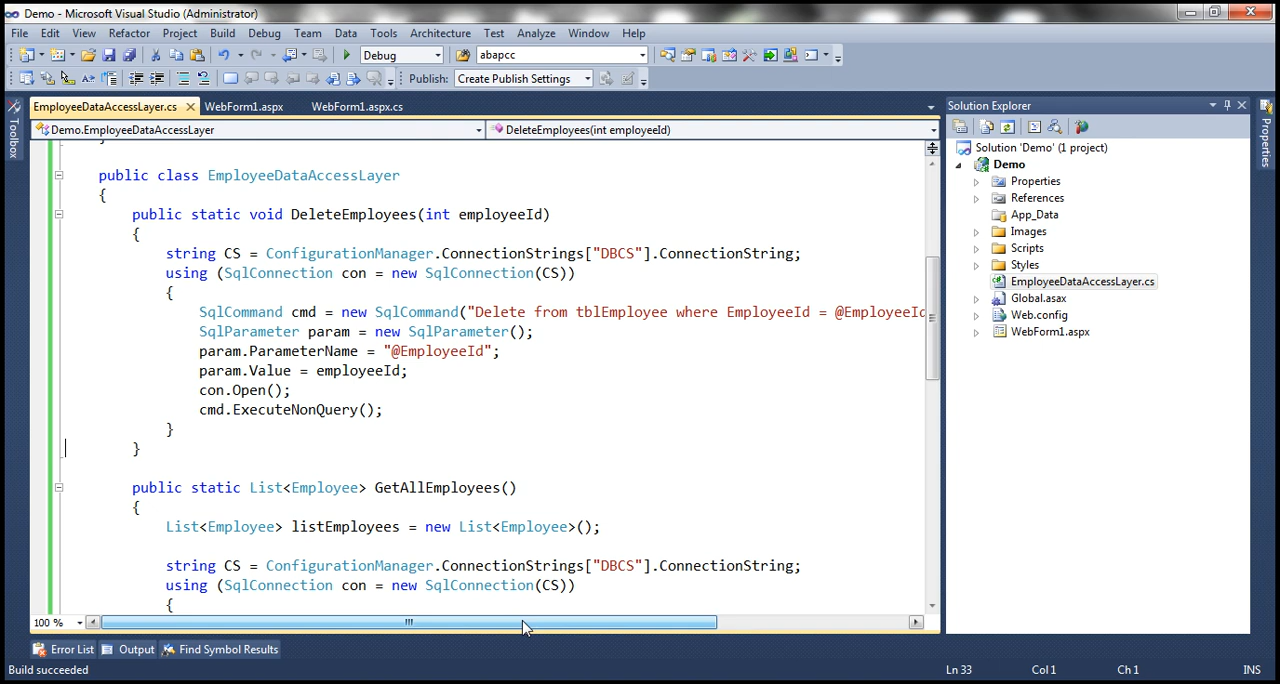 Demo - Microsoft Visual Studio (Administrator)
File Edit View Refactor Project Build Debug Team Data Tools Architecture Test Analyze Window Help
Debug abapcc
Publish: Create Publish Settings
EmployeeDataAccessLayer.cs WebForm1.aspx WebForm1.aspx.cs
Demo.EmployeeDataAccessLayer DeleteEmployees(int employeeId)
public class EmployeeDataAccessLayer
{
public static void DeleteEmployees(int employeeId)
{
string CS = ConfigurationManager.ConnectionStrings["DBCS"].ConnectionString;
using (SqlConnection con = new SqlConnection(CS))
{
SqlCommand cmd = new SqlCommand("Delete from tblEmployee where EmployeeId = @EmployeeId
SqlParameter param = new SqlParameter();
param.ParameterName = "@EmployeeId";
param.Value = employeeId;
con.Open();
cmd.ExecuteNonQuery();
}
}
public static List<Employee> GetAllEmployees()
{
List<Employee> listEmployees = new List<Employee>();
string CS = ConfigurationManager.ConnectionStrings["DBCS"].ConnectionString;
using (SqlConnection con = new SqlConnection(CS))
{
100 %
Toolbox
Solution Explorer
Solution 'Demo' (1 project)
Demo
Properties
References
App_Data
Images
Scripts
Styles
EmployeeDataAccessLayer.cs
Global.asax
Web.config
WebForm1.aspx
Properties
Error List Output Find Symbol Results
Build succeeded Ln 33 Col 1 Ch 1 INS